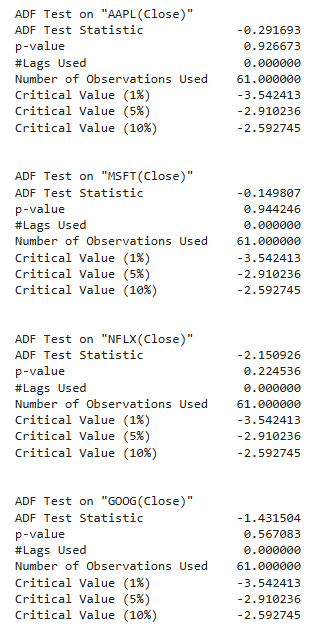 ADF Test on "AAPL(Close)"
ADF Test Statistic -0.291693
p-value 0.926673
#Lags Used 0.000000
Number of Observations Used 61.000000
Critical Value (1%) -3.542413
Critical Value (5%) -2.910236
Critical Value (10%) -2.592745
ADF Test on "MSFT(Close)"
ADF Test Statistic -0.149807
p-value 0.944246
#Lags Used 0.000000
Number of Observations Used 61.000000
Critical Value (1%) -3.542413
Critical Value (5%) -2.910236
Critical Value (10%) -2.592745
ADF Test on "NFLX(Close)"
ADF Test Statistic -2.150926
p-value 0.224536
#Lags Used 0.000000
Number of Observations Used 61.000000
Critical Value (1%) -3.542413
Critical Value (5%) -2.910236
Critical Value (10%) -2.592745
ADF Test on "GOOG(Close)"
ADF Test Statistic -1.431504
p-value 0.567083
#Lags Used 0.000000
Number of Observations Used 61.000000
Critical Value (1%) -3.542413
Critical Value (5%) -2.910236
Critical Value (10%) -2.592745